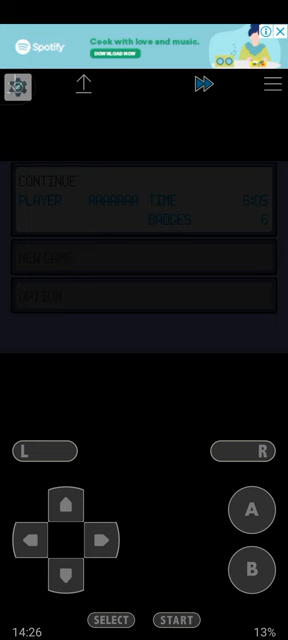 Spotify
Cook with love and music.
DOWNLOAD NOW
CONTINUE
PLAYER AAAAAAA TIME 6:05
BADGES 6
NEW GAME
OPTION
L
R
A
B
SELECT START
14:26 13%